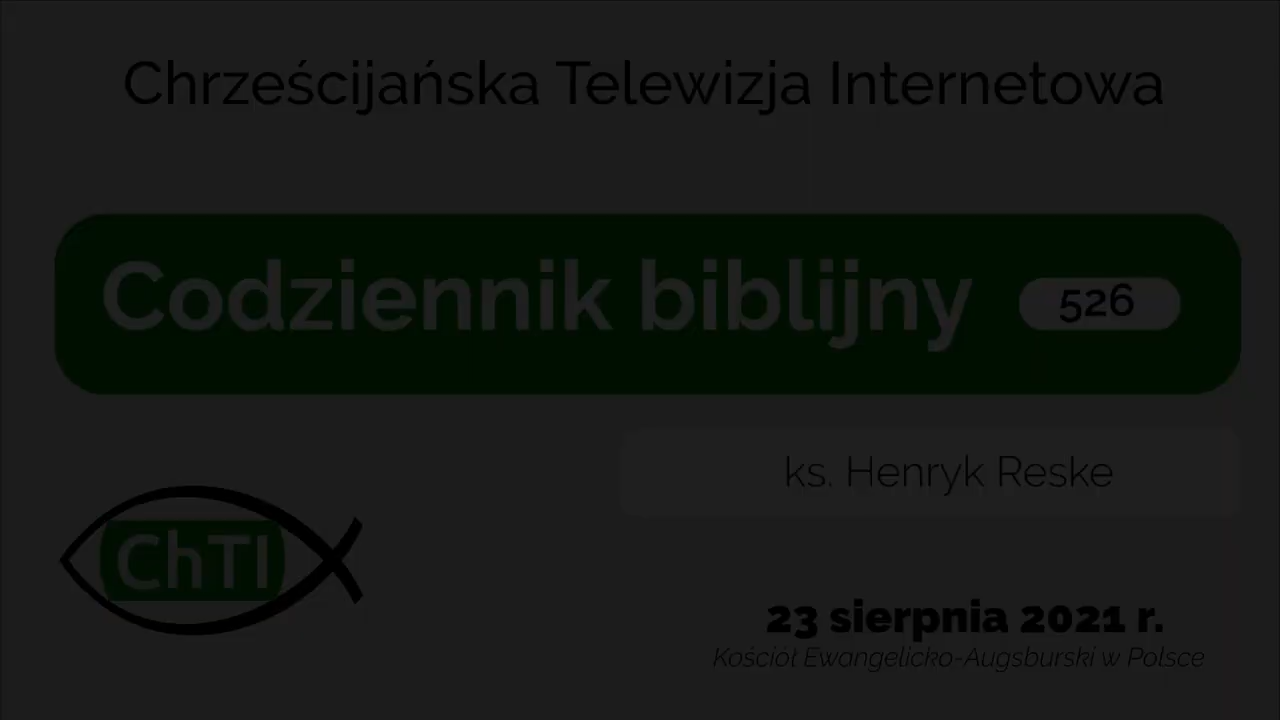 Chrześcijańska Telewizja Internetowa
Codziennik biblijny 526
ks. Henryk Reske
ChTI
23 sierpnia 2021 r.
Kościół Ewangelicko-Augsburski w Polsce